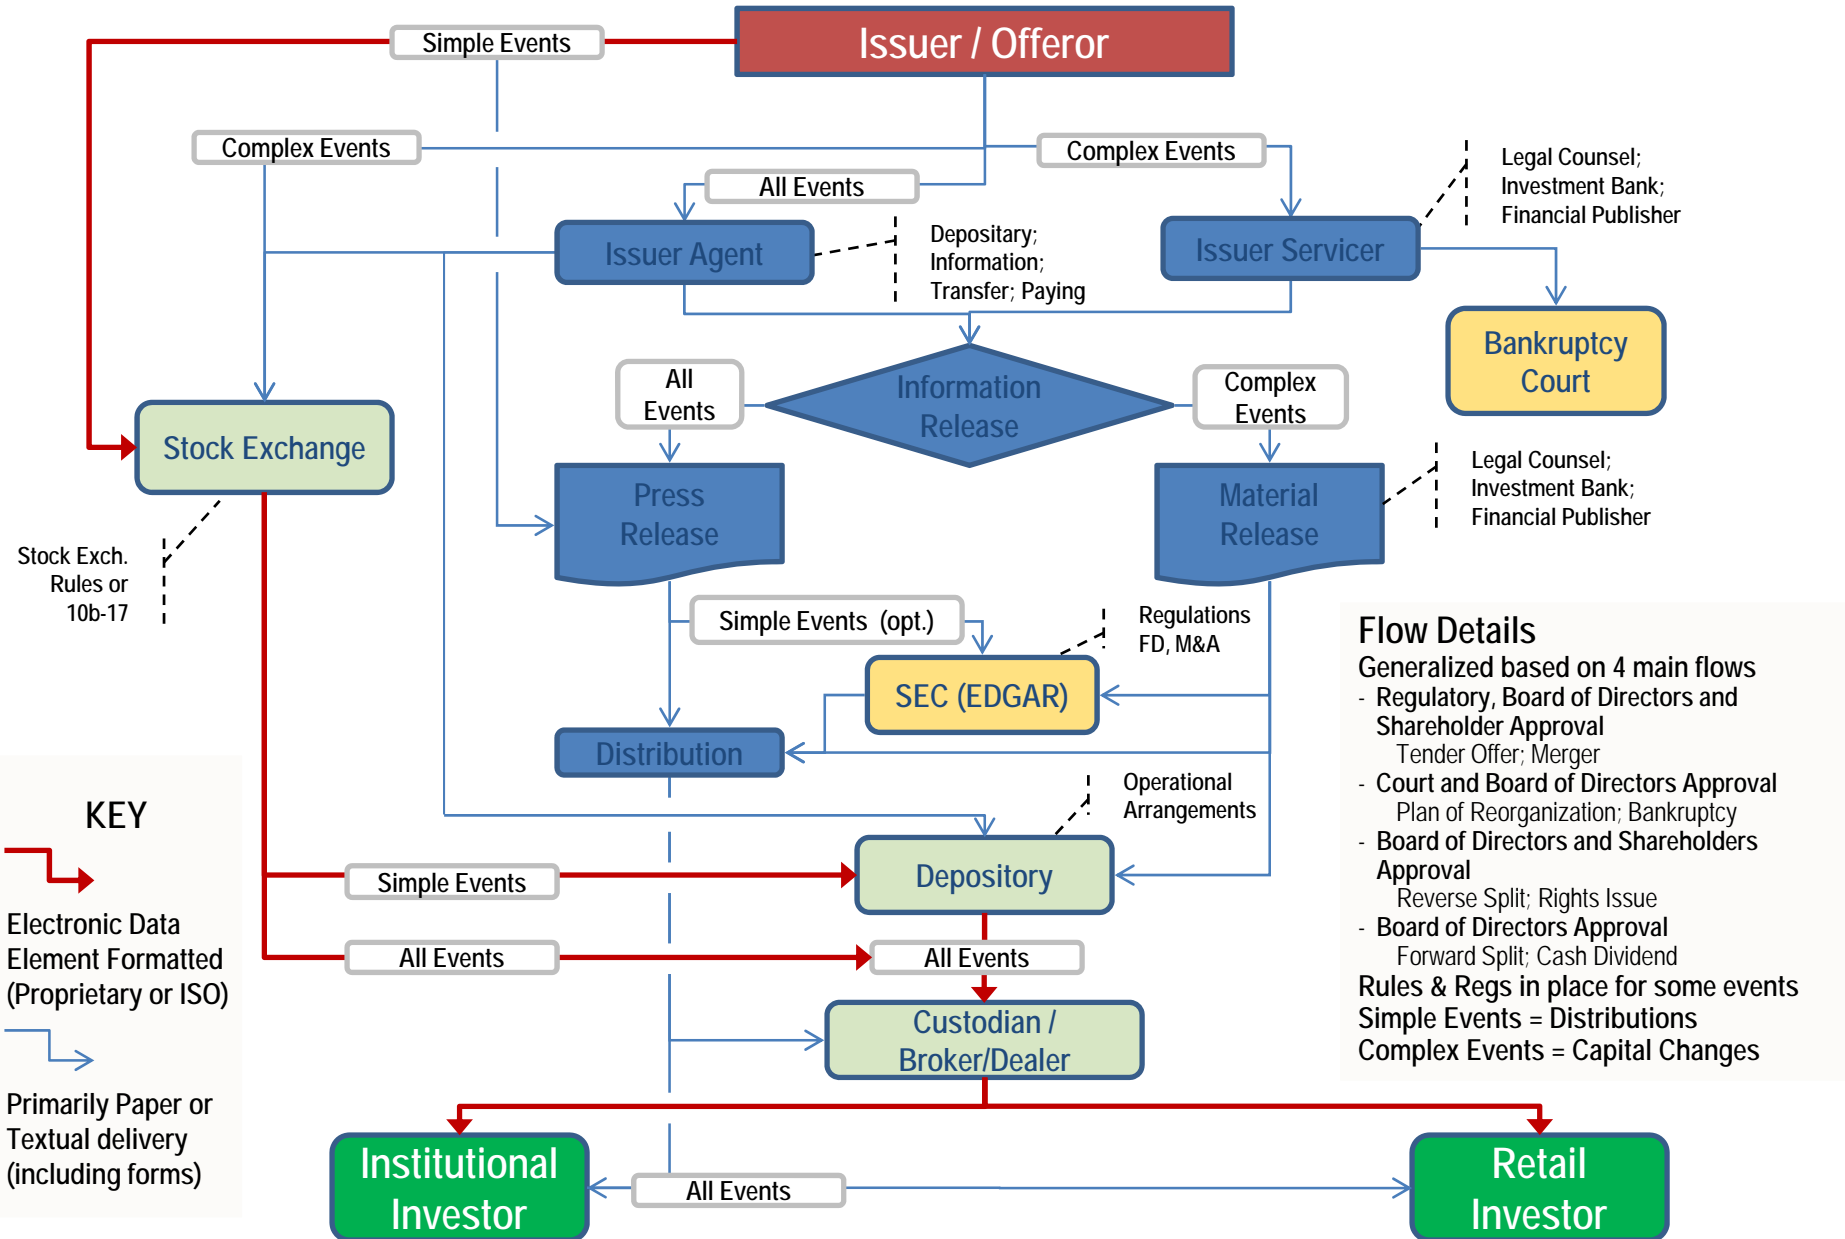 Simple Events
Issuer / Offeror
Complex Events
Complex Events
All Events
Legal Counsel;
Investment Bank;
Financial Publisher
Issuer Agent
Depositary;
Information;
Transfer; Paying
Issuer Servicer
Bankruptcy
Court
All
Events
Information
Release
Complex
Events
Stock Exchange
Press
Release
Material
Release
Legal Counsel;
Investment Bank;
Financial Publisher
Stock Exch.
Rules or
10b-17
Simple Events (opt.)
Regulations
FD, M&A
SEC (EDGAR)
Distribution
Operational
Arrangements
Depository
Simple Events
All Events
All Events
Custodian /
Broker/Dealer
Institutional
Investor
All Events
Retail
Investor
KEY
Electronic Data
Element Formatted
(Proprietary or ISO)
Primarily Paper or
Textual delivery
(including forms)
Flow Details
Generalized based on 4 main flows
- Regulatory, Board of Directors and
Shareholder Approval
Tender Offer; Merger
- Court and Board of Directors Approval
Plan of Reorganization; Bankruptcy
- Board of Directors and Shareholders
Approval
Reverse Split; Rights Issue
- Board of Directors Approval
Forward Split; Cash Dividend
Rules & Regs in place for some events
Simple Events = Distributions
Complex Events = Capital Changes